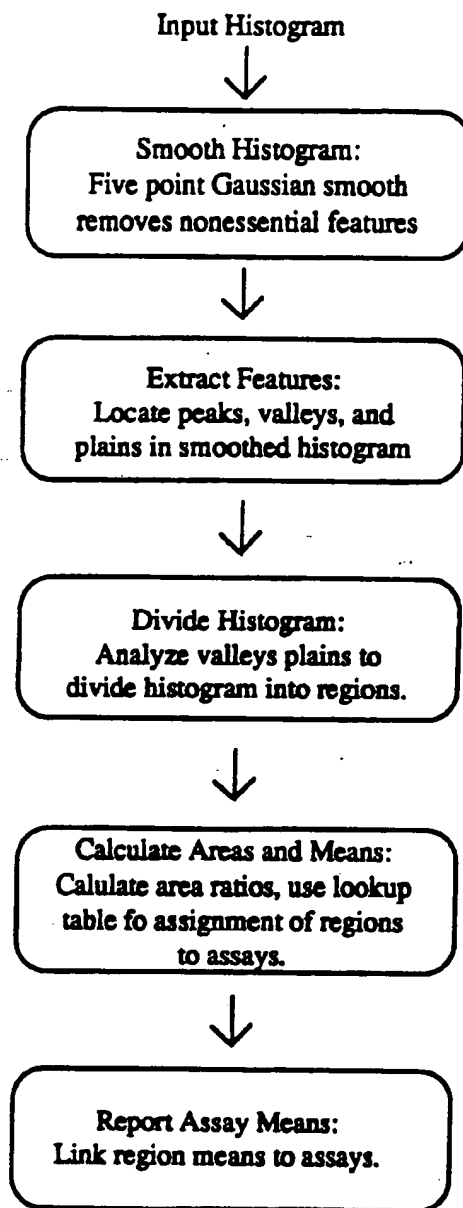 Input Histogram
Smooth Histogram:
Five point Gaussian smooth
removes nonessential features
Extract Features:
Locate peaks, valleys, and
plains in smoothed histogram
Divide Histogram:
Analyze valleys plains to
divide histogram into regions.
Calculate Areas and Means:
Calulate area ratios, use lookup
table fo assignment of regions
to assays.
Report Assay Means:
Link region means to assays.